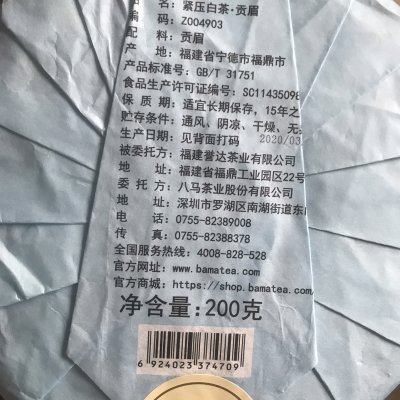 品名：紧压白茶·贡眉
编码：Z004903
配料：贡眉
产地：福建省宁德市福鼎市
产品标准号：GB/T 31751
食品生产许可证编号：SC11435098
保质期：适宜长期保存，15年之
贮存条件：通风、阴凉、干燥、无
生产日期：见背面打码 2020/03
被委托方：福建誉达茶业有限公司
地址：福建省福鼎工业园区22号
委托方：八马茶业股份有限公司
地址：深圳市罗湖区南湖街道东
电话：0755-82389008
传真：0755-82388378
全国服务热线：4008-828-528
官方网址：www.bamatea.com
官方商城：https://shop.bamatea.com/
净含量：200克
6 924023 374709